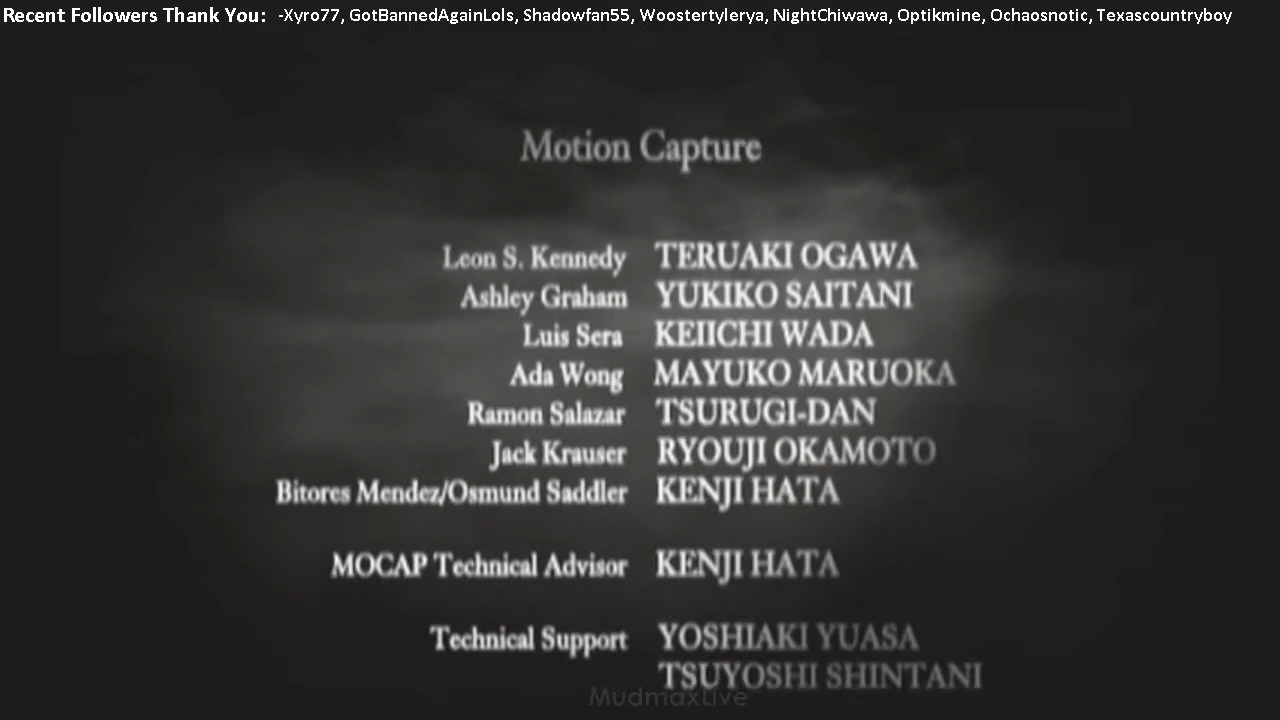 Recent Followers Thank You: -Xyro77, GotBannedAgainLols, Shadowfan55, Woostertylerya, NightChiwawa, Optikmine, Ochaosnotic, Texascountryboy
Motion Capture
Leon S. Kennedy TERUAKI OGAWA
Ashley Graham YUKIKO SAITANI
Luis Sera KEIICHI WADA
Ada Wong MAYUKO MARUOKA
Ramon Salazar TSURUGI-DAN
Jack Krauser RYOUJI OKAMOTO
Bitores Mendez/Osmund Saddler KENJI HATA
MOCAP Technical Advisor KENJI HATA
Technical Support YOSHIAKI YUASA
TSUYOSHI SHINTANI
MudmaxLive